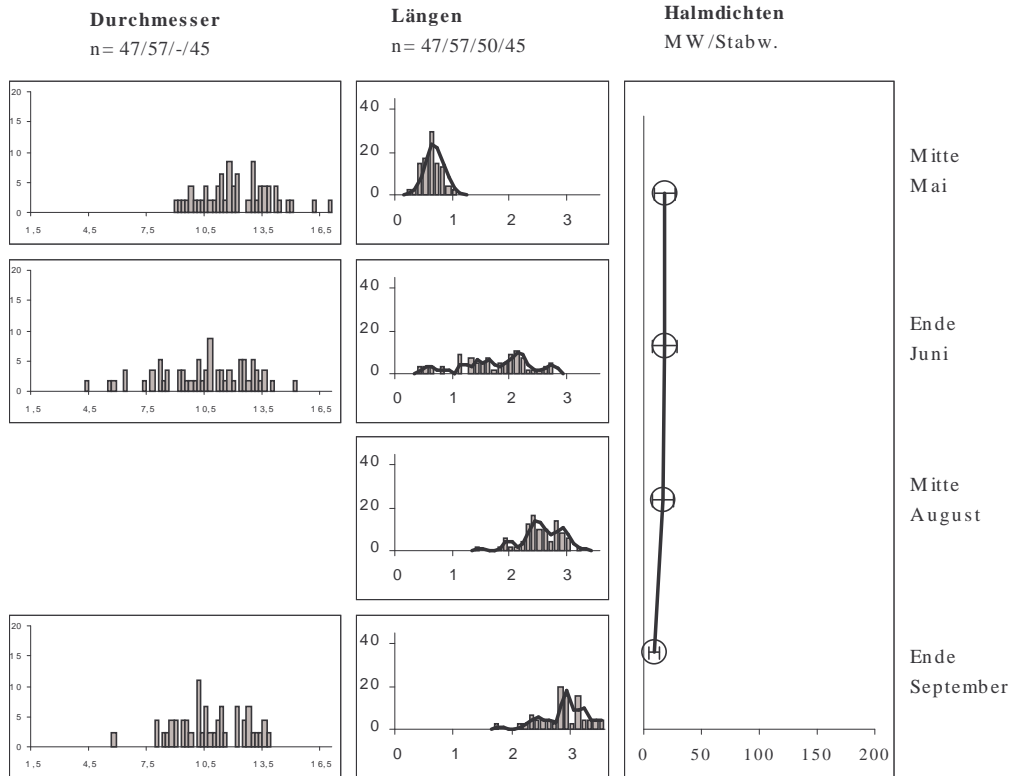 Durchmesser
n= 47/57/-/45
Längen
n= 47/57/50/45
Halmdichten
MW/Stabw.
20
15
10
5
0
1,5 4,5 7,5 10,5 13,5 16,5
40
20
0
0 1 2 3
Mitte
Mai
20
15
10
5
0
1,5 4,5 7,5 10,5 13,5 16,5
40
20
0
0 1 2 3
Ende
Juni
40
20
0
0 1 2 3
Mitte
August
20
15
10
5
0
1,5 4,5 7,5 10,5 13,5 16,5
40
20
0
0 1 2 3
Ende
September
0 50 100 150 200